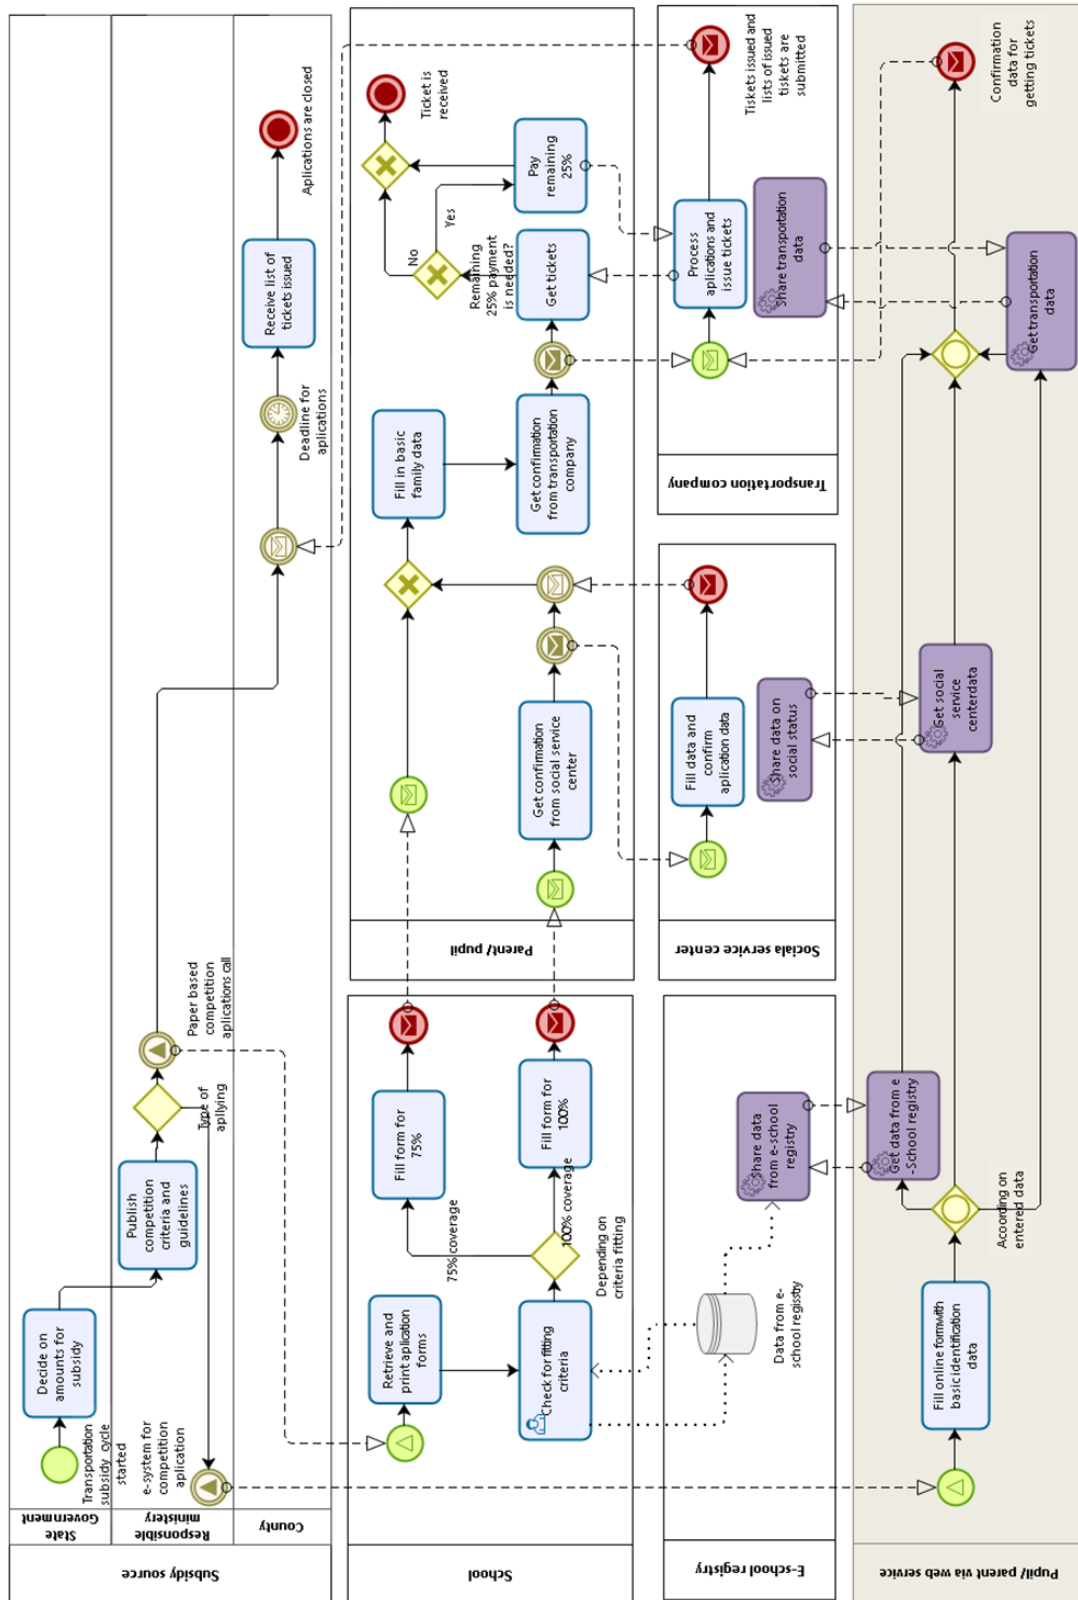 Subsidy source
State
Government
Responsible
ministery
County
Transportation
subsidy cycle
started
Decide on
amounts for
subsidy
Publish
competition
criteria and
guidelines
Type of
apllying
e-system for
competition
aplication
Paper based
competition
aplications call
Deadline for
aplications
Receive list of
tickets issued
Aplications are closed
School
Retrieve and
print aplication
forms
Check for fitting
criteria
Depending on
criteria fitting
75% coverage
100% coverage
Fill form for
75%
Fill form for
100%
Parent/ pupil
Get confirmation
from social service
center
Fill in basic
family data
Get confirmation
from transportation
company
Get tickets
Remaining
25% payment
is needed?
No
Yes
Pay
remaining
25%
Ticket is
received
E-school registry
Data from e-
school registry
Share data
from e-school
registry
Sociala service center
Fill data and
confirm
aplication data
Share data on
social status
Transportation company
Process
aplications and
issue tickets
Share transportation
data
Tiskets issued and
lists of issued
tiskets are
submitted
Pupil/ parent via web
service
Fill online formwith
basic identification
data
Acording on
entered data
Get data from e
-School registry
Get social
service
centerdata
Get transportation
data
Confirmation
data for
getting tickets